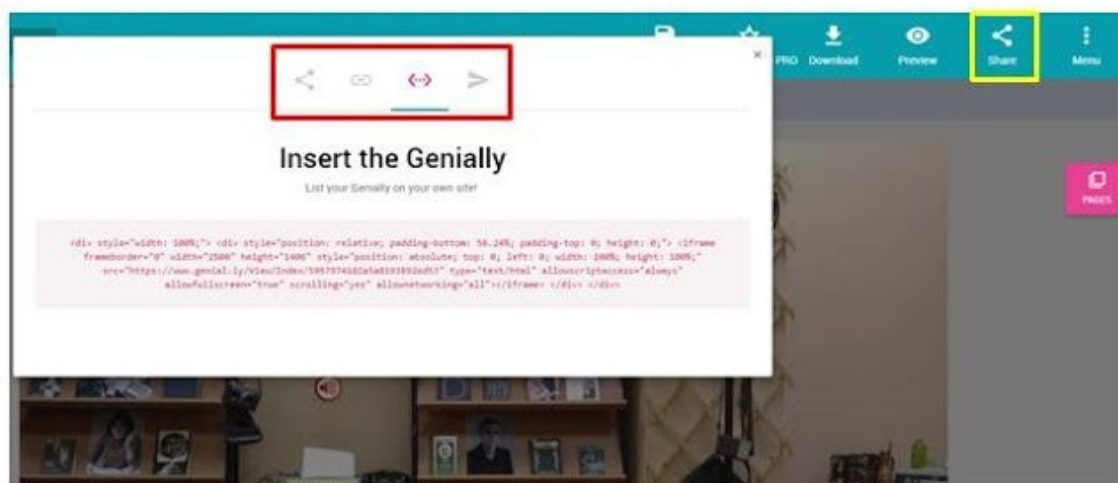 PRO Download Preview Share Menu
Insert the Genially
List your Genially on your own site!
PAGES
<div style="width: 100%;"> <div style="position: relative; padding-bottom: 56.24%; padding-top: 0; height: 0;"> <iframe
frameborder="0" width="2500" height="1406" style="position: absolute; top: 0; left: 0; width: 100%; height: 100%;"
type="text/html" allowscriptaccess="always"
allowfullscreen="true" scrolling="yes" allownetworking="all"></iframe> </div> </div>